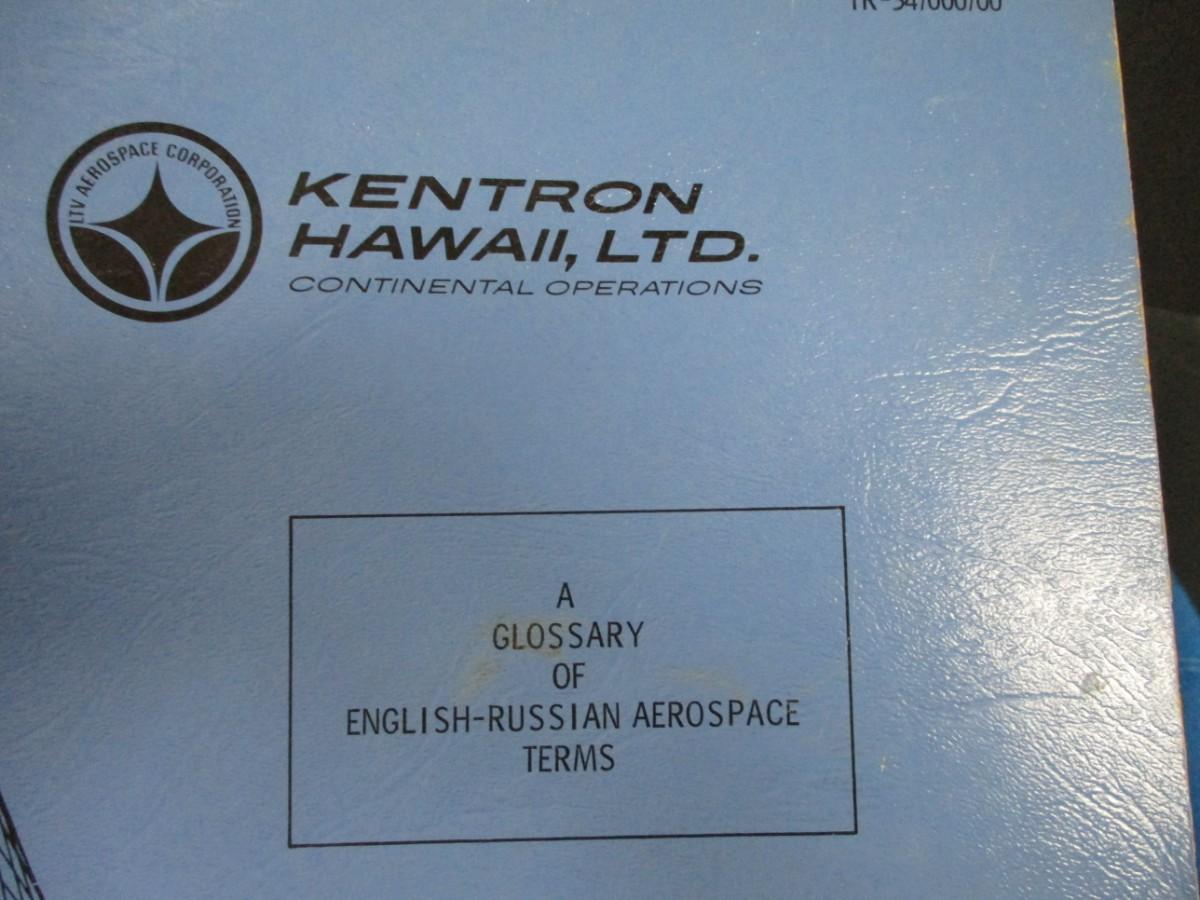 LTV AEROSPACE CORPORATION
KENTRON
HAWAII, LTD.
CONTINENTAL OPERATIONS
A
GLOSSARY
OF
ENGLISH-RUSSIAN AEROSPACE
TERMS